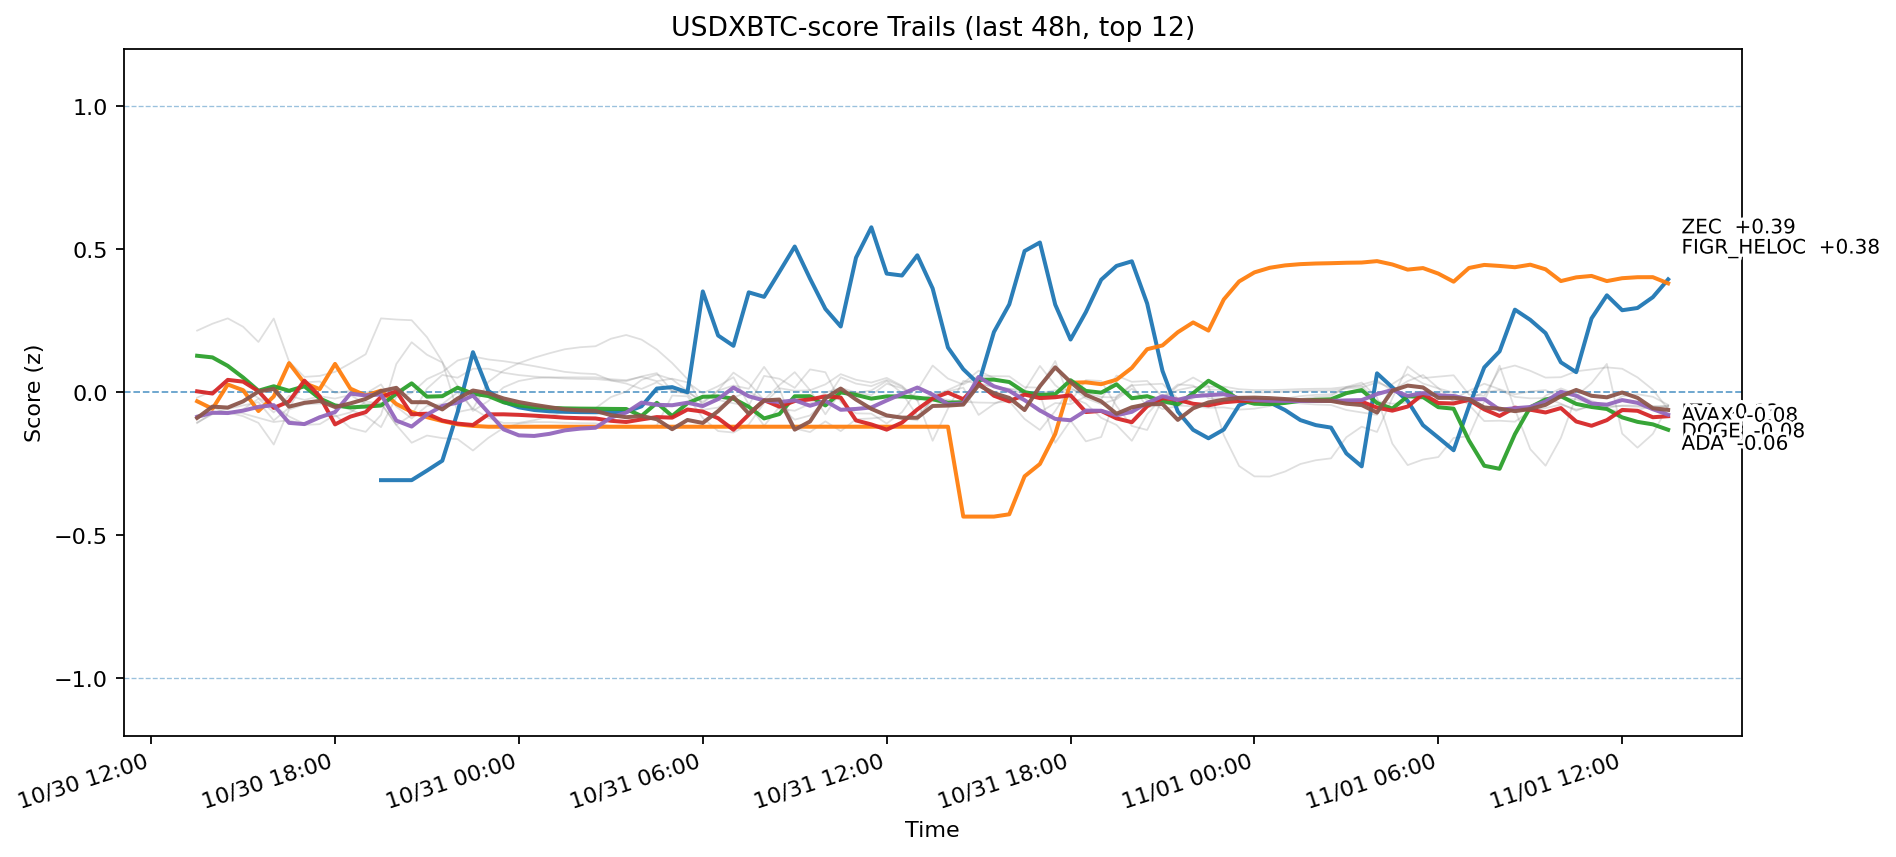 USDXBTC-score Trails (last 48h, top 12)
Score (z)
1.0
0.5
0.0
−0.5
−1.0
ZEC +0.39
FIGR_HELOC +0.38
AVAX -0.08
DOGE -0.08
ADA -0.06
10/30 12:00
10/30 18:00
10/31 00:00
10/31 06:00
10/31 12:00
10/31 18:00
11/01 00:00
11/01 06:00
11/01 12:00
Time